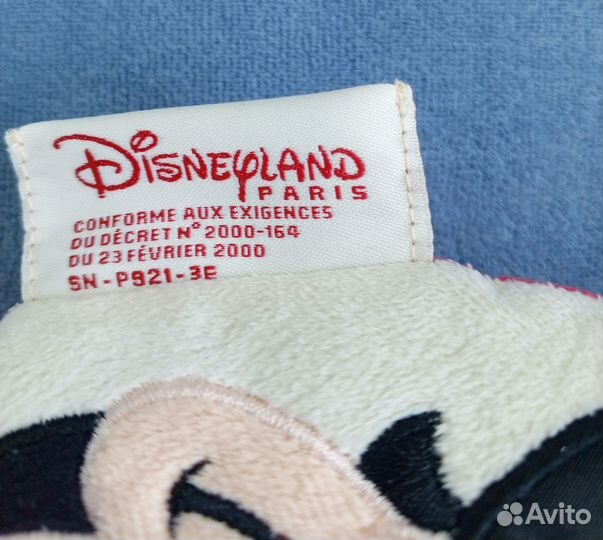 DISNEYLAND
PARIS
CONFORME AUX EXIGENCES
DU DÉCRET N° 2000-164
DU 23 FÉVRIER 2000
SN-P921-3E
Avito